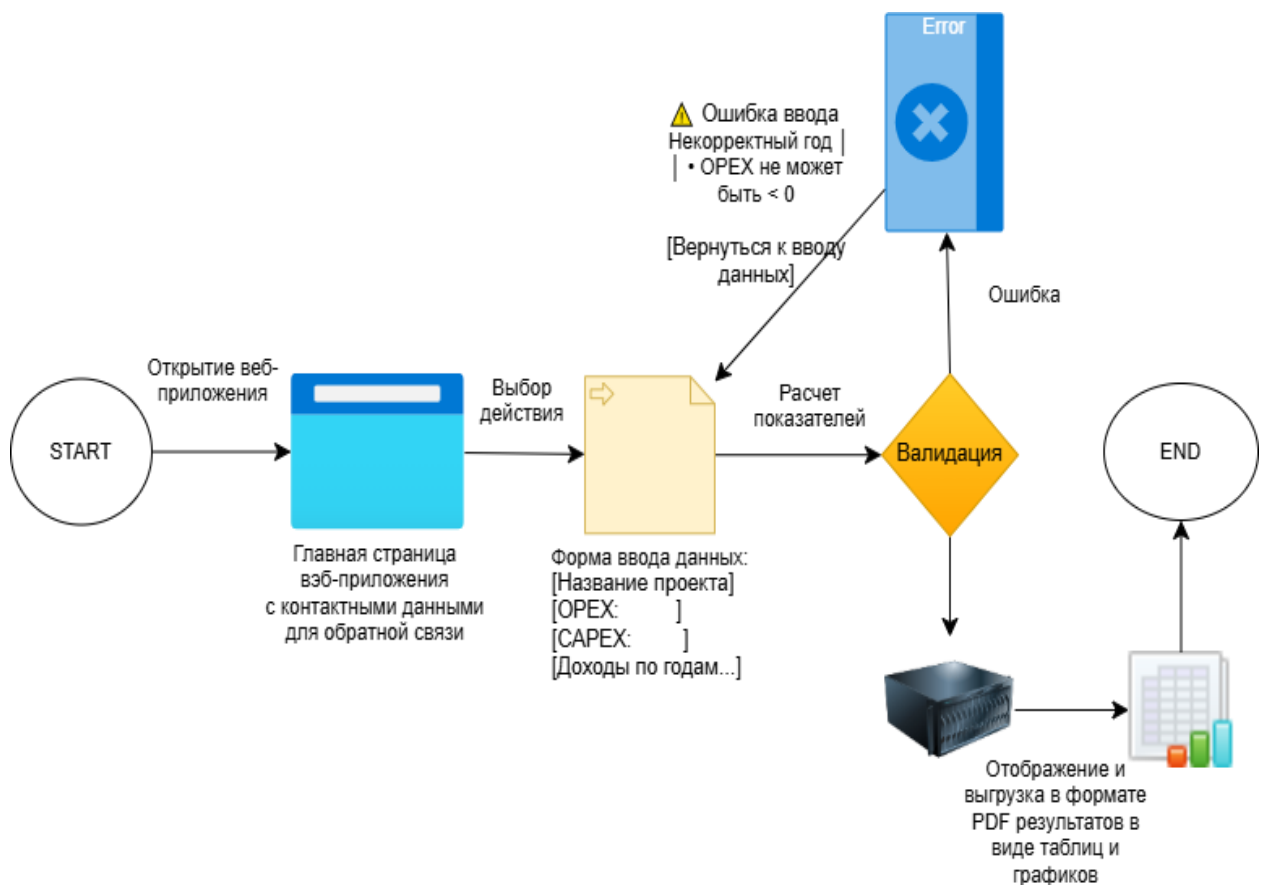 Error
⚠ Ошибка ввода
Некорректный год │
│ • OPEX не может
быть < 0
[Вернуться к вводу
данных]
Ошибка
START
Открытие веб-
приложения
Выбор
действия
Расчет
показателей
Валидация
END
Главная страница
вэб-приложения
с контактными данными
для обратной связи
Форма ввода данных:
[Название проекта]
[OPEX: ]
[CAPEX: ]
[Доходы по годам...]
Отображение и
выгрузка в формате
PDF результатов в
виде таблиц и
графиков